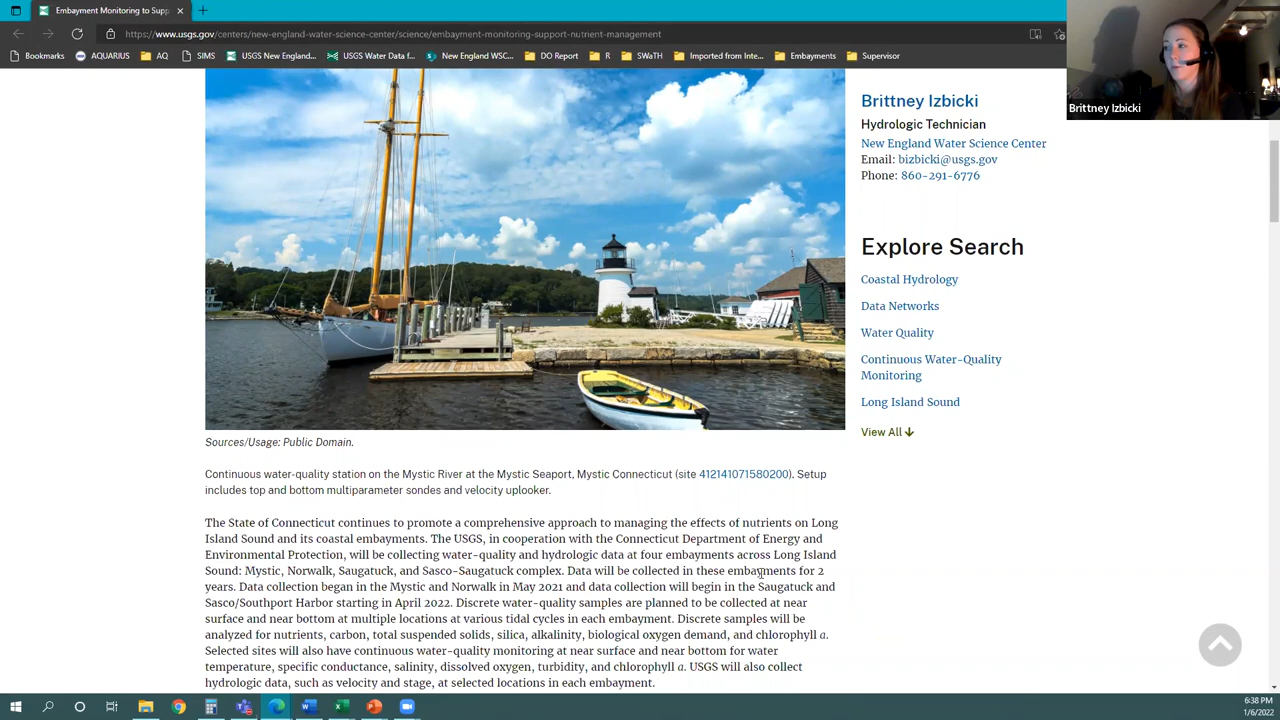 Embayment Monitoring to Supp
https://www.usgs.gov/centers/new-england-water-science-center/science/embayment-monitoring-support-nutrient-management
Bookmarks AQUARIUS AQ SIMS USGS New England... USGS Water Data f... New England WSC... DO Report R SWaTH Imported from Inte... Embayments Supervisor
Brittney Izbicki
Brittney Izbicki
Hydrologic Technician
New England Water Science Center
Email: bizbicki@usgs.gov
Phone: 860-291-6776
Explore Search
Coastal Hydrology
Data Networks
Water Quality
Continuous Water-Quality
Monitoring
Long Island Sound
View All
Sources/Usage: Public Domain.
Continuous water-quality station on the Mystic River at the Mystic Seaport, Mystic Connecticut (site 412141071580200). Setup
includes top and bottom multiparameter sondes and velocity uplooker.
The State of Connecticut continues to promote a comprehensive approach to managing the effects of nutrients on Long
Island Sound and its coastal embayments. The USGS, in cooperation with the Connecticut Department of Energy and
Environmental Protection, will be collecting water-quality and hydrologic data at four embayments across Long Island
Sound: Mystic, Norwalk, Saugatuck, and Sasco-Saugatuck complex. Data will be collected in these embayments for 2
years. Data collection began in the Mystic and Norwalk in May 2021 and data collection will begin in the Saugatuck and
Sasco/Southport Harbor starting in April 2022. Discrete water-quality samples are planned to be collected at near
surface and near bottom at multiple locations at various tidal cycles in each embayment. Discrete samples will be
analyzed for nutrients, carbon, total suspended solids, silica, alkalinity, biological oxygen demand, and chlorophyll a.
Selected sites will also have continuous water-quality monitoring at near surface and near bottom for water
temperature, specific conductance, salinity, dissolved oxygen, turbidity, and chlorophyll a. USGS will also collect
hydrologic data, such as velocity and stage, at selected locations in each embayment.
6:38 PM
1/6/2022